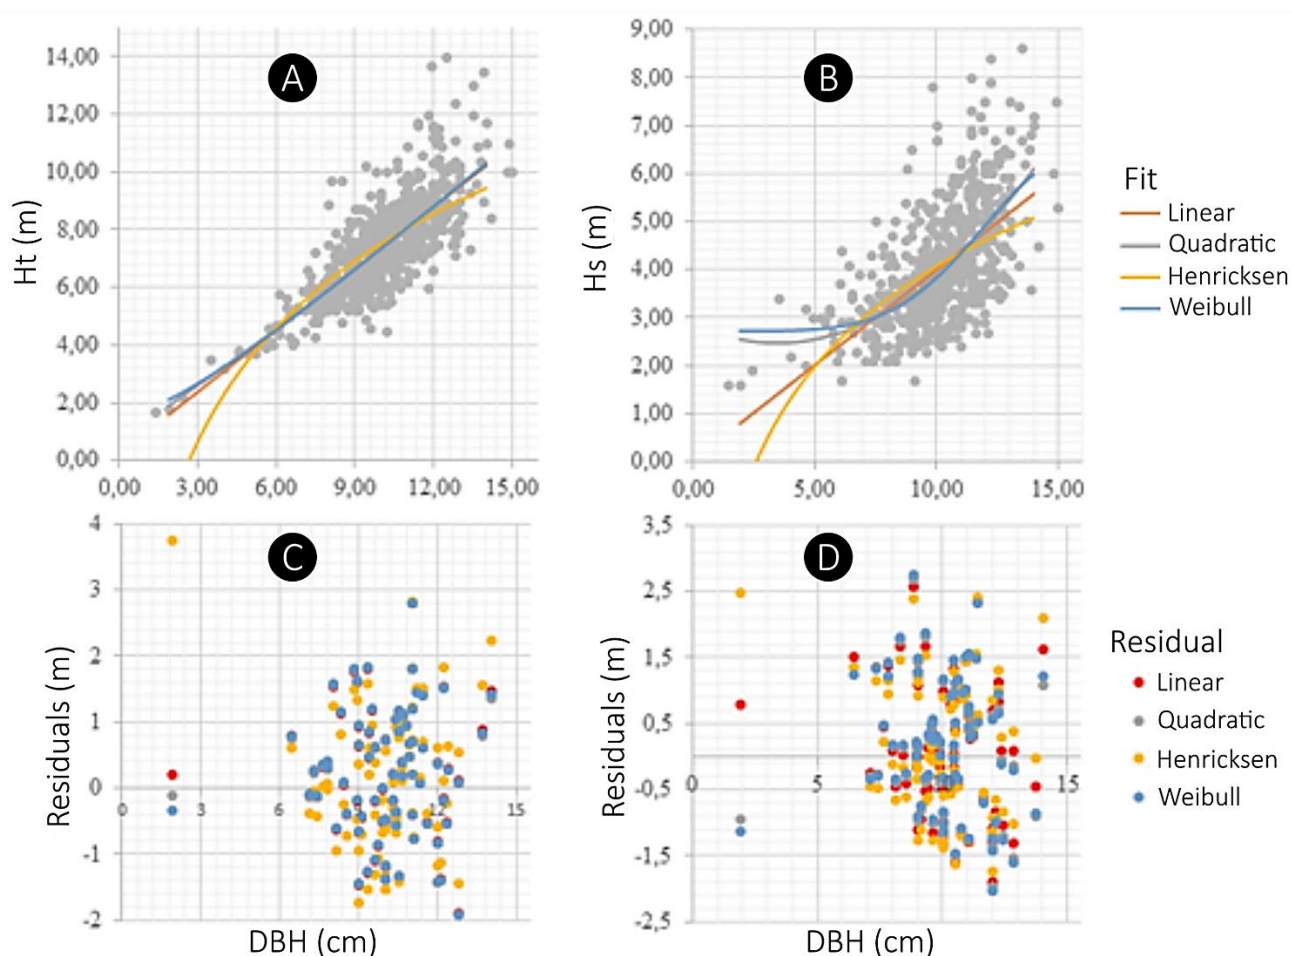 A
Ht (m)
14,00
12,00
10,00
8,00
6,00
4,00
2,00
0,00
0,00 3,00 6,00 9,00 12,00 15,00
B
Hs (m)
9,00
8,00
7,00
6,00
5,00
4,00
3,00
2,00
1,00
0,00
0,00 5,00 10,00 15,00
Fit
Linear
Quadratic
Henricksen
Weibull
C
Residuals (m)
4
3
2
1
0
-1
-2
0 3 6 9 12 15
DBH (cm)
D
Residuals (m)
3,5
2,5
1,5
0,5
-0,5
-1,5
-2,5
0 5 10 15
DBH (cm)
Residual
Linear
Quadratic
Henricksen
Weibull